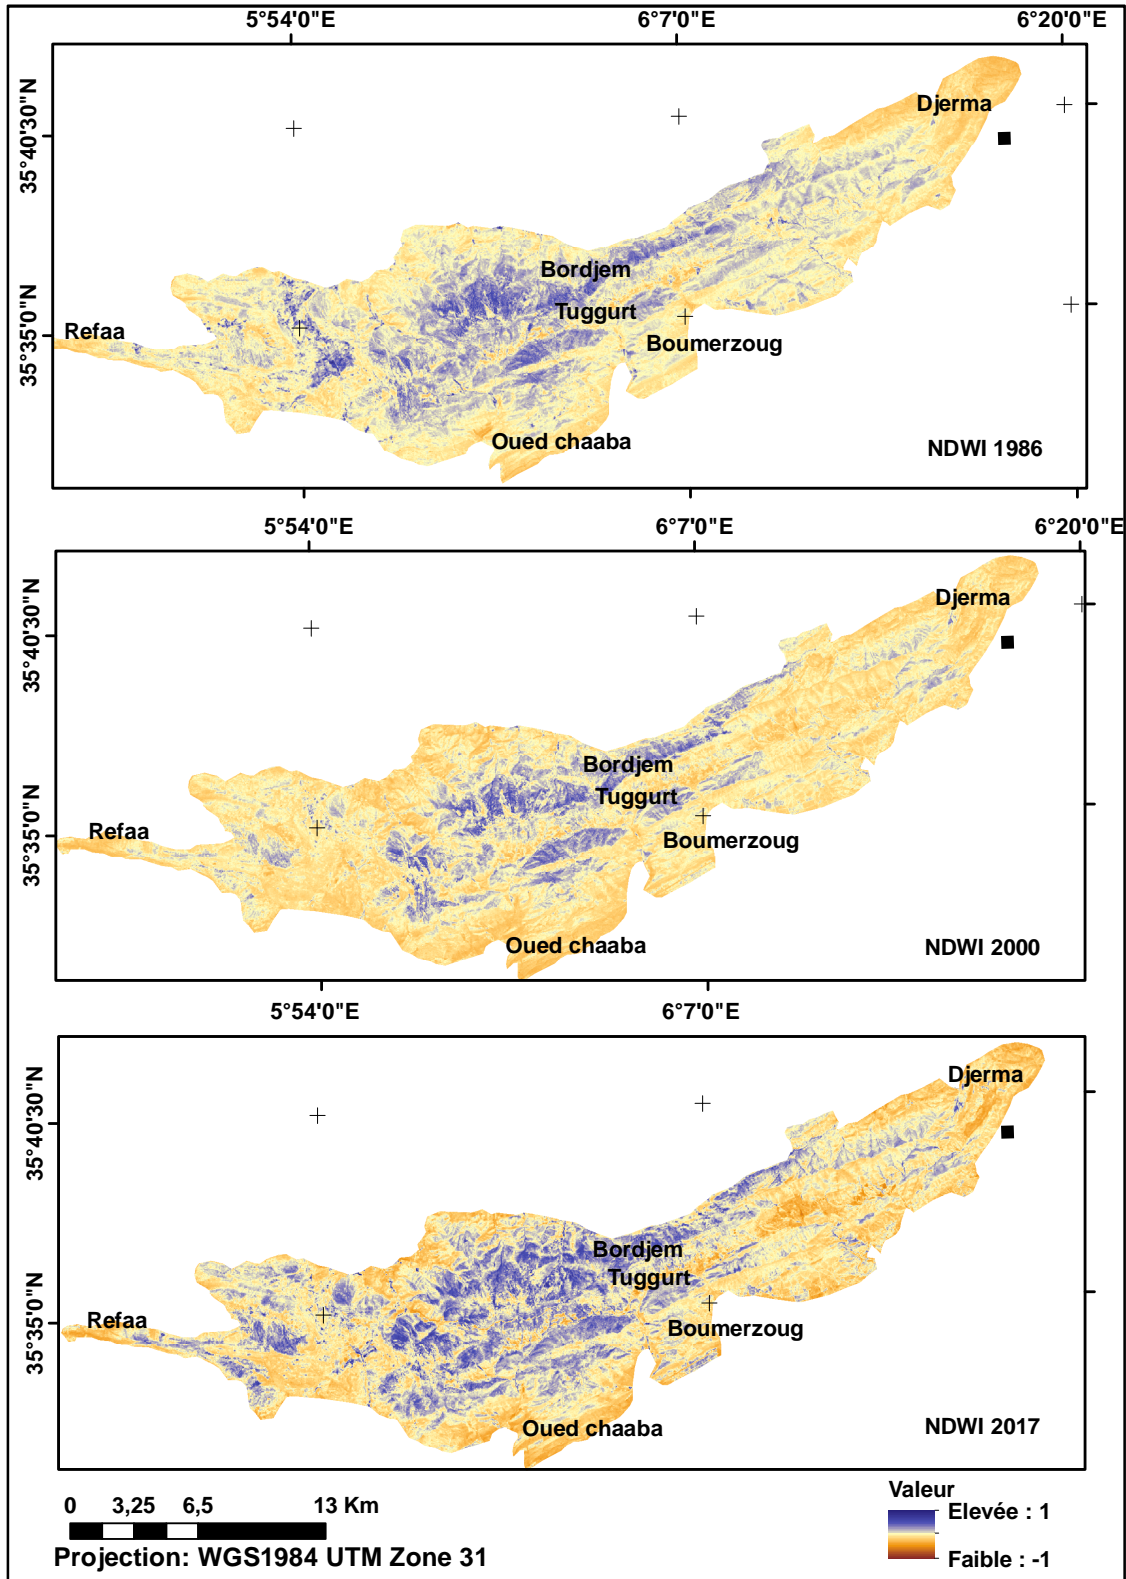 5°54'0"E 6°7'0"E 6°20'0"E
35°40'30"N
35°35'0"N
Djerma
Bordjem
Tuggurt
Refaa
Boumerzoug
Oued chaaba
NDWI 1986
5°54'0"E 6°7'0"E 6°20'0"E
35°40'30"N
35°35'0"N
Djerma
Bordjem
Tuggurt
Refaa
Boumerzoug
Oued chaaba
NDWI 2000
5°54'0"E 6°7'0"E
35°40'30"N
35°35'0"N
Djerma
Bordjem
Tuggurt
Refaa
Boumerzoug
Oued chaaba
NDWI 2017
0 3,25 6,5 13 Km
Projection: WGS1984 UTM Zone 31
Valeur
Elevée : 1
Faible : -1